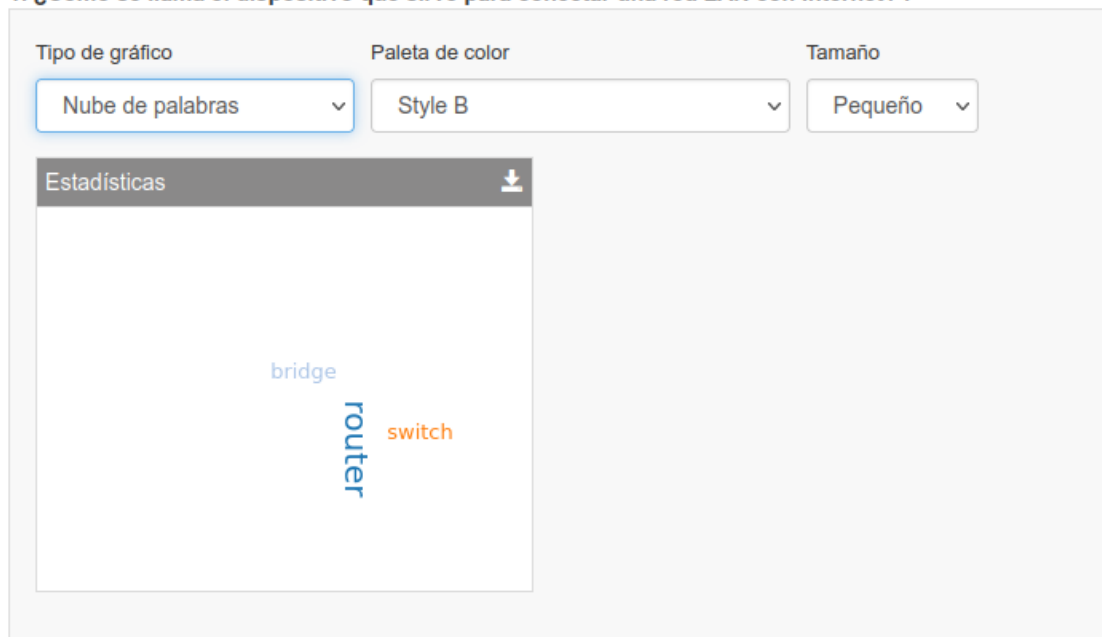 Tipo de gráfico Paleta de color Tamaño
Nube de palabras Style B Pequeño
Estadísticas
bridge
router
switch